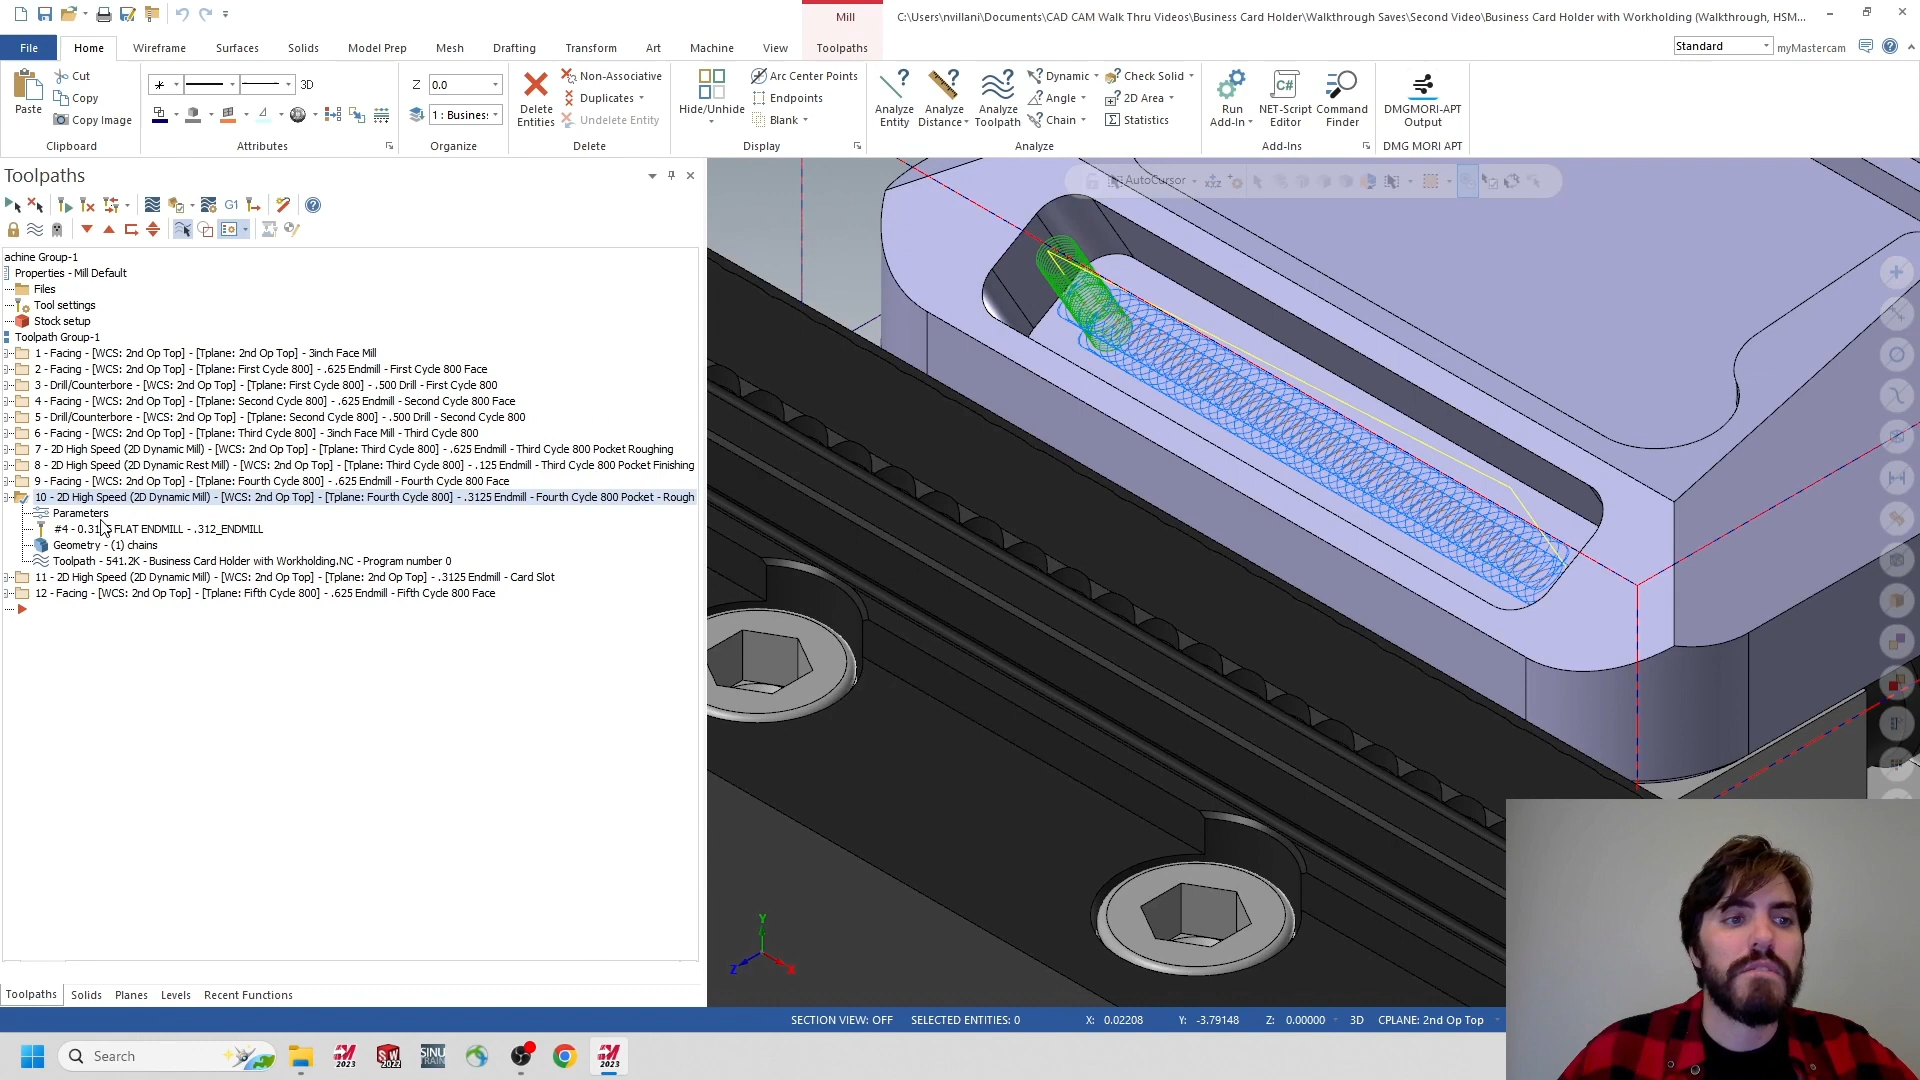 Mill
C:\Users\nvillani\Documents\CAD CAM Walk Thru Videos\Business Card Holder\Walkthrough Saves\Second Video\Business Card Holder with Workholding (Walkthrough, HSM...
File
Home
Wireframe
Surfaces
Solids
Model Prep
Mesh
Drafting
Transform
Art
Machine
View
Toolpaths
Standard
myMastercam
Paste
Cut
Copy
Copy Image
Clipboard
3D
Attributes
Z 0.0
1 : Busines:
Organize
Delete Entities
Non-Associative
Duplicates
Undelete Entity
Delete
Hide/Unhide
Arc Center Points
Endpoints
Blank
Display
Analyze Entity
Analyze Distance
Analyze Toolpath
Dynamic
Angle
Chain
Check Solid
2D Area
Statistics
Analyze
Run Add-In
NET-Script Editor
Command Finder
Add-Ins
DMGMORI-APT Output
DMG MORI APT
Toolpaths
G1
AutoCursor
achine Group-1
Properties - Mill Default
Files
Tool settings
Stock setup
Toolpath Group-1
1 - Facing - [WCS: 2nd Op Top] - [Tplane: 2nd Op Top] - 3inch Face Mill
2 - Facing - [WCS: 2nd Op Top] - [Tplane: First Cycle 800] - .625 Endmill - First Cycle 800 Face
3 - Drill/Counterbore - [WCS: 2nd Op Top] - [Tplane: First Cycle 800] - .500 Drill - First Cycle 800
4 - Facing - [WCS: 2nd Op Top] - [Tplane: Second Cycle 800] - .625 Endmill - Second Cycle 800 Face
5 - Drill/Counterbore - [WCS: 2nd Op Top] - [Tplane: Second Cycle 800] - .500 Drill - Second Cycle 800
6 - Facing - [WCS: 2nd Op Top] - [Tplane: Third Cycle 800] - 3inch Face Mill - Third Cycle 800
7 - 2D High Speed (2D Dynamic Mill) - [WCS: 2nd Op Top] - [Tplane: Third Cycle 800] - .625 Endmill - Third Cycle 800 Pocket Roughing
8 - 2D High Speed (2D Dynamic Rest Mill) - [WCS: 2nd Op Top] - [Tplane: Third Cycle 800] - .125 Endmill - Third Cycle 800 Pocket Finishing
9 - Facing - [WCS: 2nd Op Top] - [Tplane: Fourth Cycle 800] - .625 Endmill - Fourth Cycle 800 Face
10 - 2D High Speed (2D Dynamic Mill) - [WCS: 2nd Op Top] - [Tplane: Fourth Cycle 800] - .3125 Endmill - Fourth Cycle 800 Pocket - Rough
Parameters
#4 - 0.31 FLAT ENDMILL - .312_ENDMILL
Geometry - (1) chains
Toolpath - 541.2K - Business Card Holder with Workholding.NC - Program number 0
11 - 2D High Speed (2D Dynamic Mill) - [WCS: 2nd Op Top] - [Tplane: 2nd Op Top] - .3125 Endmill - Card Slot
12 - Facing - [WCS: 2nd Op Top] - [Tplane: Fifth Cycle 800] - .625 Endmill - Fifth Cycle 800 Face
Y
Z
X
Toolpaths
Solids
Planes
Levels
Recent Functions
SECTION VIEW: OFF
SELECTED ENTITIES: 0
X: 0.02208
Y: -3.79148
Z: 0.00000
3D
CPLANE: 2nd Op Top
Search
2023
SW 2022
SINU TRAIN
2023